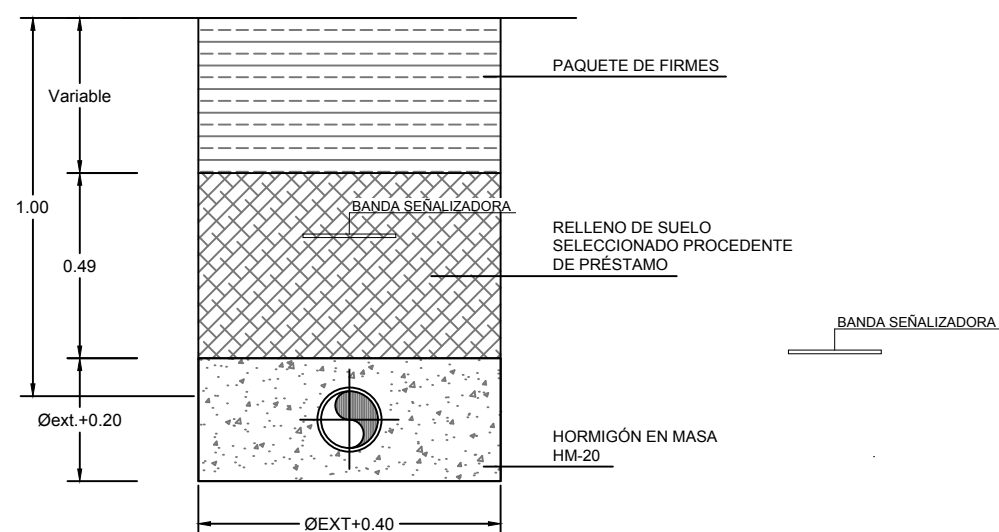 PAQUETE DE FIRMES
Variable
1.00
BANDA SEÑALIZADORA
RELLENO DE SUELO
SELECCIONADO PROCEDENTE
DE PRÉSTAMO
0.49
BANDA SEÑALIZADORA
Øext.+0.20
HORMIGÓN EN MASA
HM-20
ØEXT+0.40